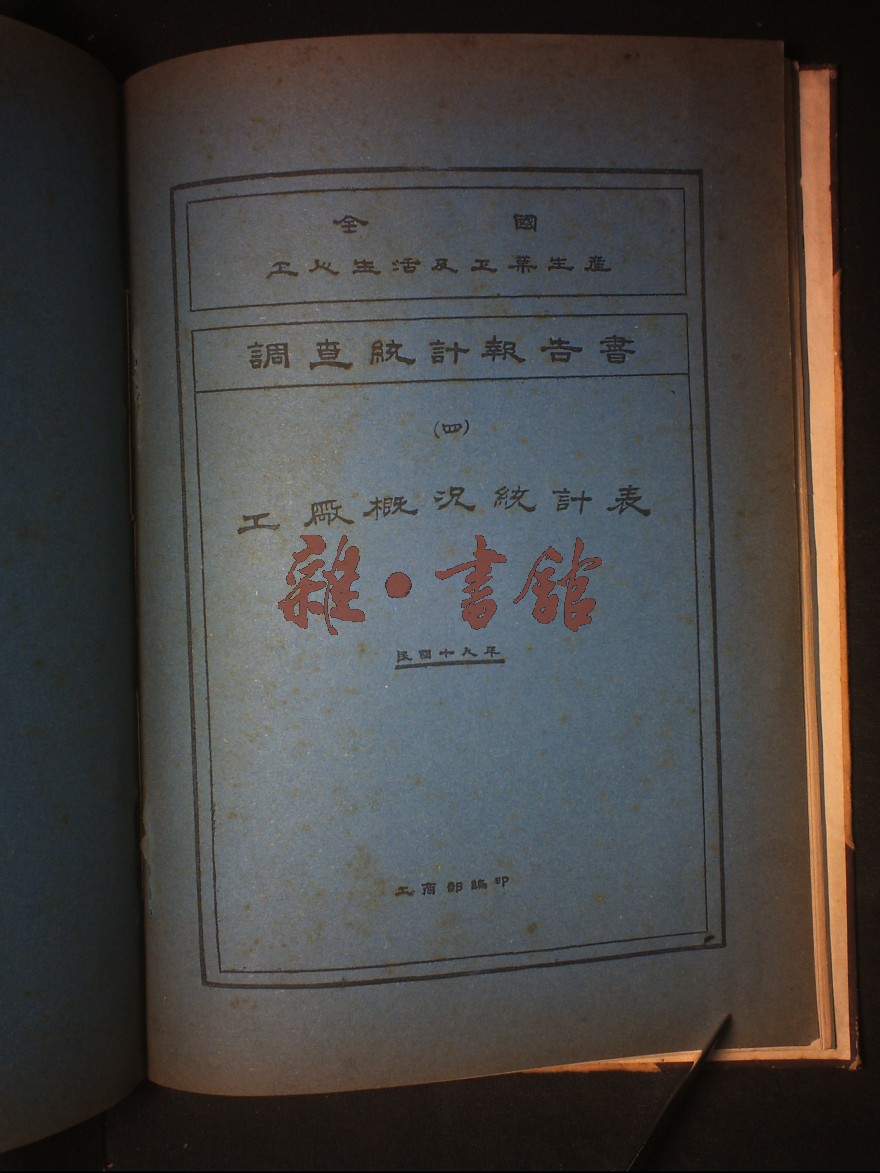 全國
工人生活及工業生產
調查統計報告書
(四)
工厰概況統計表
雜·書館
民國十九年
工商部編印